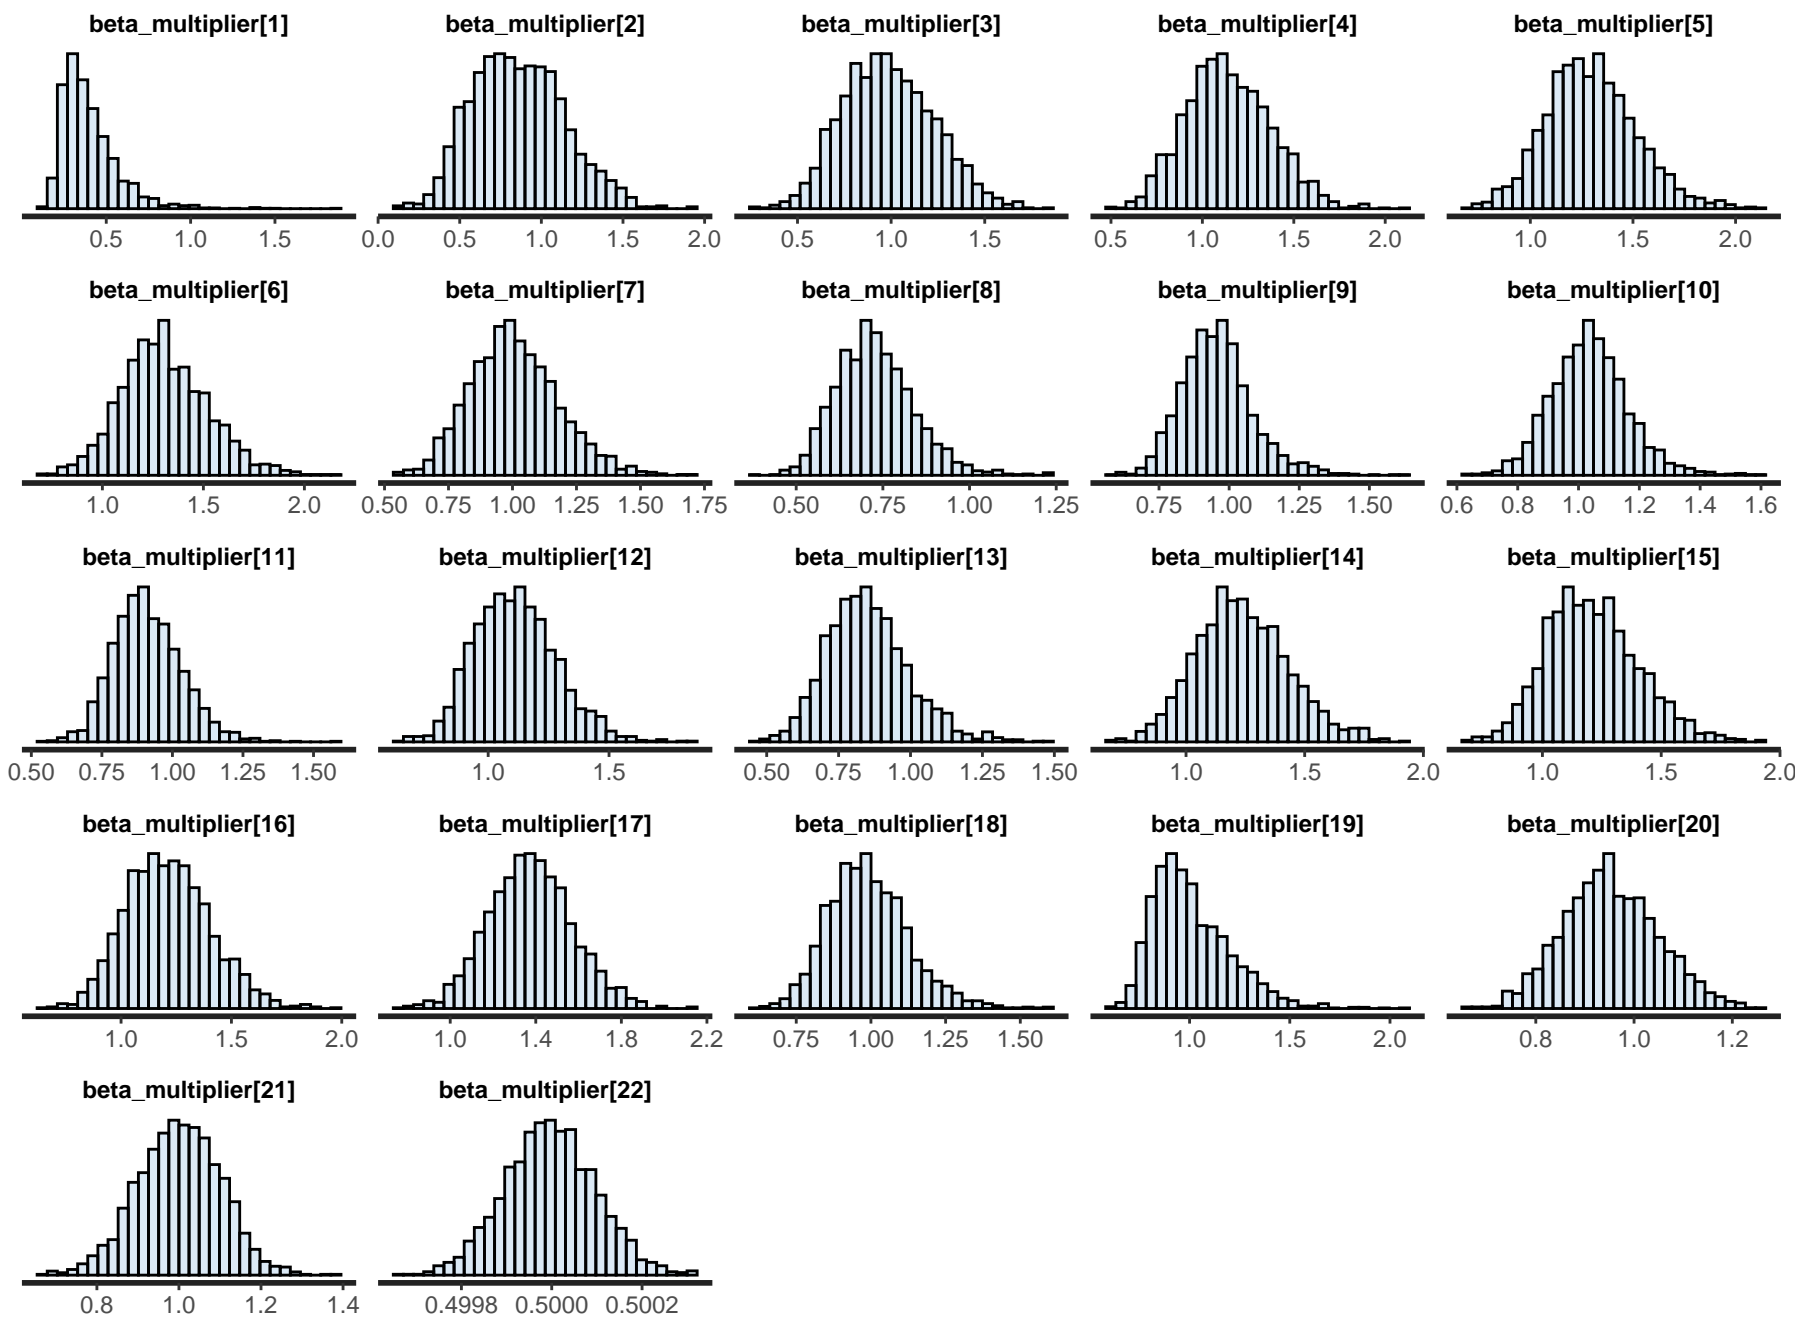 beta_multiplier[1] beta_multiplier[2] beta_multiplier[3] beta_multiplier[4] beta_multiplier[5]
0.5 1.0 1.5 0.0 0.5 1.0 1.5 2.0 0.5 1.0 1.5 0.5 1.0 1.5 2.0 1.0 1.5 2.0
beta_multiplier[6] beta_multiplier[7] beta_multiplier[8] beta_multiplier[9] beta_multiplier[10]
1.0 1.5 2.0 0.50 0.75 1.00 1.25 1.50 1.75 0.50 0.75 1.00 1.25 0.75 1.00 1.25 1.50 0.6 0.8 1.0 1.2 1.4 1.6
beta_multiplier[11] beta_multiplier[12] beta_multiplier[13] beta_multiplier[14] beta_multiplier[15]
0.50 0.75 1.00 1.25 1.50 1.0 1.5 0.50 0.75 1.00 1.25 1.50 1.0 1.5 2.0 1.0 1.5 2.0
beta_multiplier[16] beta_multiplier[17] beta_multiplier[18] beta_multiplier[19] beta_multiplier[20]
1.0 1.5 2.0 1.0 1.4 1.8 2.2 0.75 1.00 1.25 1.50 1.0 1.5 2.0 0.8 1.0 1.2
beta_multiplier[21] beta_multiplier[22]
0.8 1.0 1.2 1.4 0.4998 0.5000 0.5002